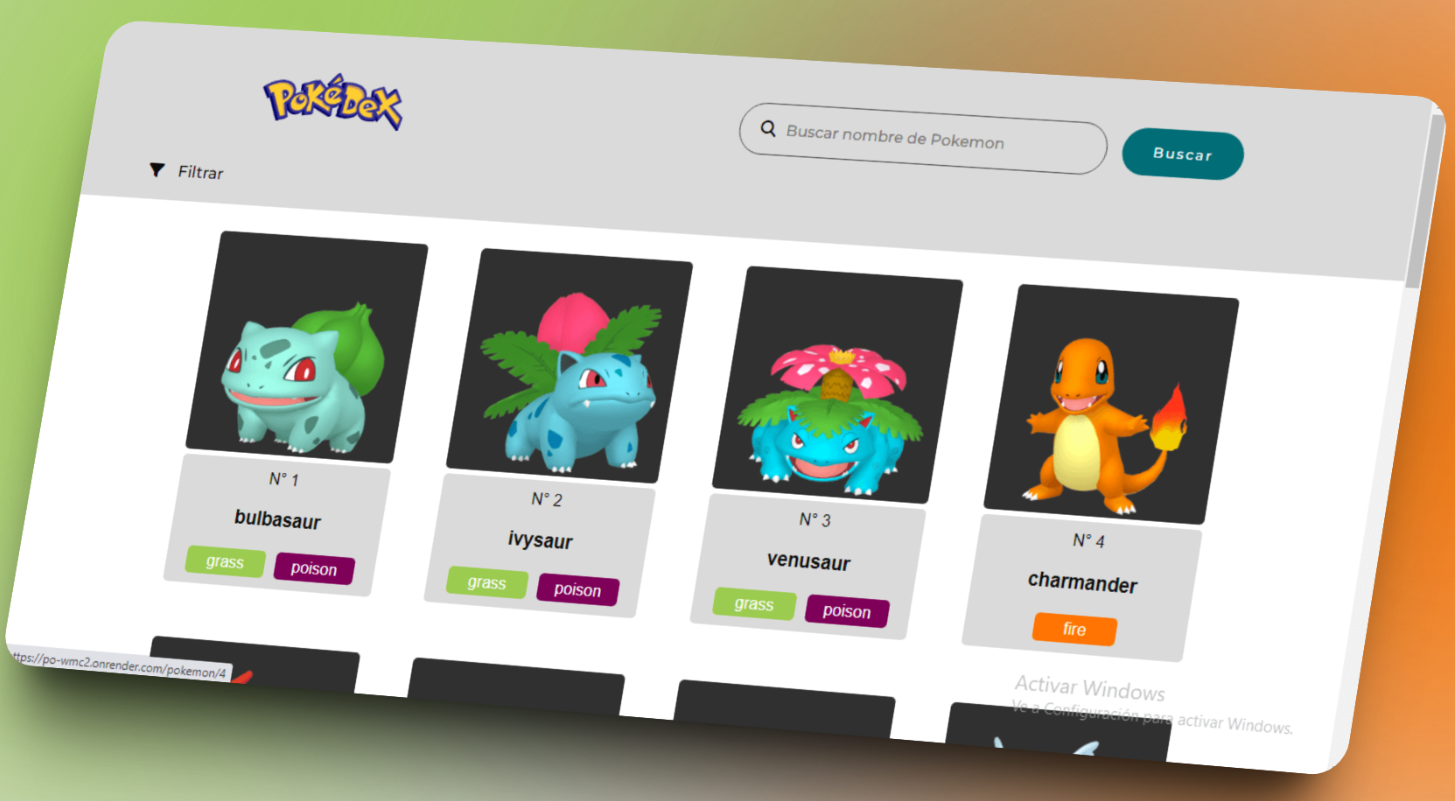 POKéDEX
Buscar nombre de Pokemon
Buscar
Filtrar
N° 1
bulbasaur
grass poison
N° 2
ivysaur
grass poison
N° 3
venusaur
grass poison
N° 4
charmander
fire
ttps://po-wmc2.onrender.com/pokemon/4
Activar Windows
Ve a Configuración para activar Windows.